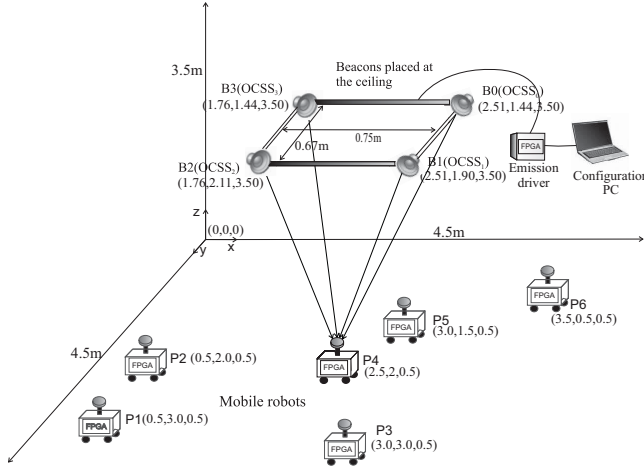 3.5m
Beacons placed at
the ceiling
B3(OCSS₃)
(1.76,1.44,3.50)
B0(OCSS₀)
(2.51,1.44,3.50)
0.75m
0.67m
B2(OCSS₂)
(1.76,2.11,3.50)
B1(OCSS₁)
(2.51,1.90,3.50)
FPGA
Emission
driver
Configuration
PC
z
(0,0,0)
y
x
4.5m
4.5m
FPGA
P6
(3.5,0.5,0.5)
FPGA
P5
(3.0,1.5,0.5)
FPGA
P2 (0.5,2.0,0.5)
FPGA
P4
(2.5,2,0.5)
Mobile robots
FPGA
P1(0.5,3.0,0.5)
FPGA
P3
(3.0,3.0,0.5)